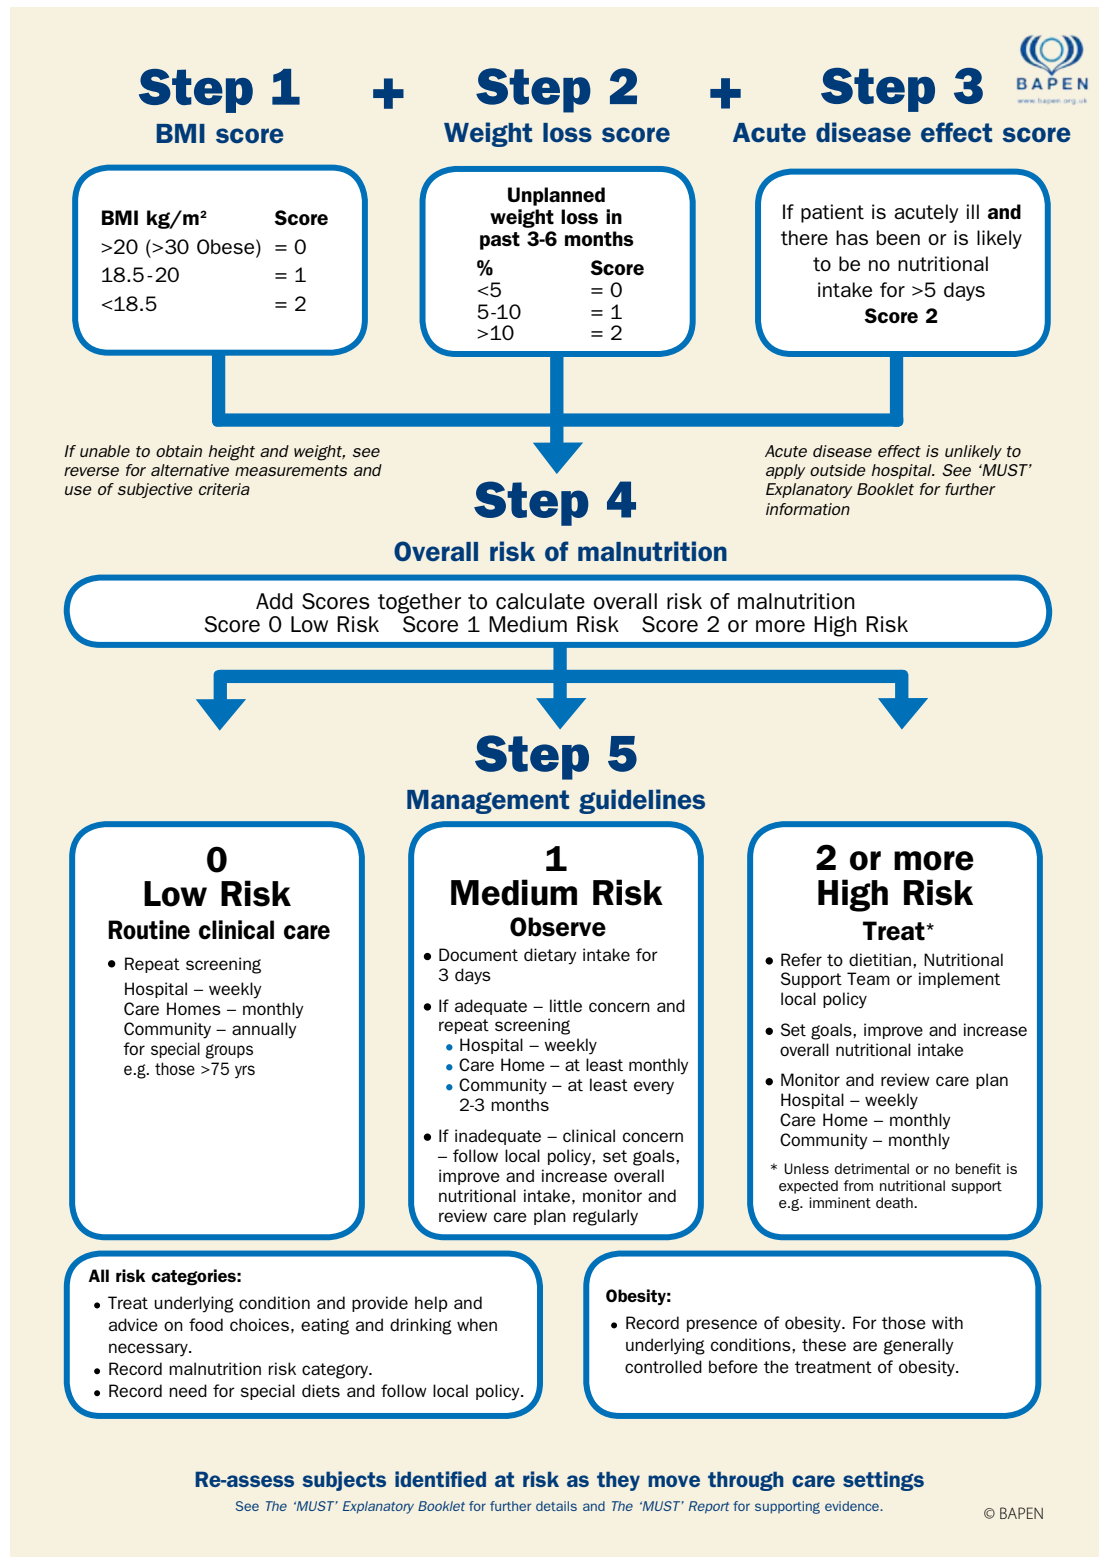 BAPEN
www.bapen.org.uk
Step 1 + Step 2 + Step 3
BMI score
Weight loss score
Acute disease effect score
BMI kg/m² Score
>20 (>30 Obese) = 0
18.5-20 = 1
<18.5 = 2
Unplanned
weight loss in
past 3-6 months
% Score
<5 = 0
5-10 = 1
>10 = 2
If patient is acutely ill and
there has been or is likely
to be no nutritional
intake for >5 days
Score 2
If unable to obtain height and weight, see
reverse for alternative measurements and
use of subjective criteria
Acute disease effect is unlikely to
apply outside hospital. See ‘MUST’
Explanatory Booklet for further
information
Step 4
Overall risk of malnutrition
Add Scores together to calculate overall risk of malnutrition
Score 0 Low Risk Score 1 Medium Risk Score 2 or more High Risk
Step 5
Management guidelines
0
Low Risk
Routine clinical care
• Repeat screening
Hospital – weekly
Care Homes – monthly
Community – annually
for special groups
e.g. those >75 yrs
1
Medium Risk
Observe
• Document dietary intake for
3 days
• If adequate – little concern and
repeat screening
• Hospital – weekly
• Care Home – at least monthly
• Community – at least every
2-3 months
• If inadequate – clinical concern
– follow local policy, set goals,
improve and increase overall
nutritional intake, monitor and
review care plan regularly
2 or more
High Risk
Treat*
• Refer to dietitian, Nutritional
Support Team or implement
local policy
• Set goals, improve and increase
overall nutritional intake
• Monitor and review care plan
Hospital – weekly
Care Home – monthly
Community – monthly
* Unless detrimental or no benefit is
expected from nutritional support
e.g. imminent death.
All risk categories:
• Treat underlying condition and provide help and
advice on food choices, eating and drinking when
necessary.
• Record malnutrition risk category.
• Record need for special diets and follow local policy.
Obesity:
• Record presence of obesity. For those with
underlying conditions, these are generally
controlled before the treatment of obesity.
Re-assess subjects identified at risk as they move through care settings
See The ‘MUST’ Explanatory Booklet for further details and The ‘MUST’ Report for supporting evidence.
© BAPEN